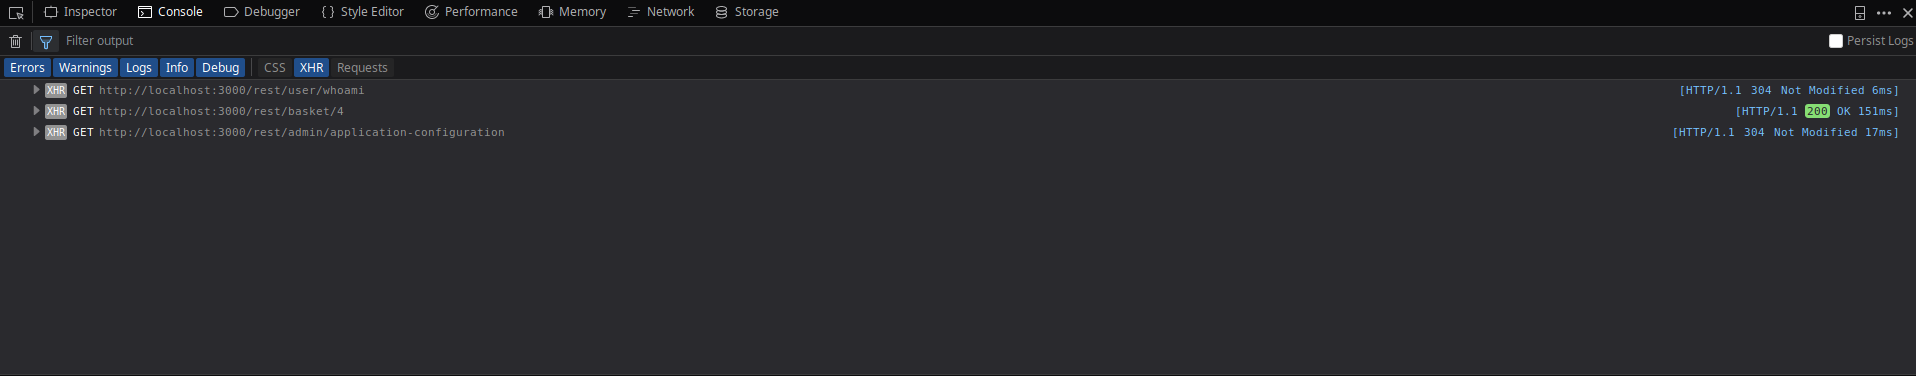 Inspector Console Debugger Style Editor Performance Memory Network Storage
Filter output Persist Logs
Errors Warnings Logs Info Debug CSS XHR Requests
XHR GET http://localhost:3000/rest/user/whoami [HTTP/1.1 304 Not Modified 6ms]
XHR GET http://localhost:3000/rest/basket/4 [HTTP/1.1 200 OK 151ms]
XHR GET http://localhost:3000/rest/admin/application-configuration [HTTP/1.1 304 Not Modified 17ms]